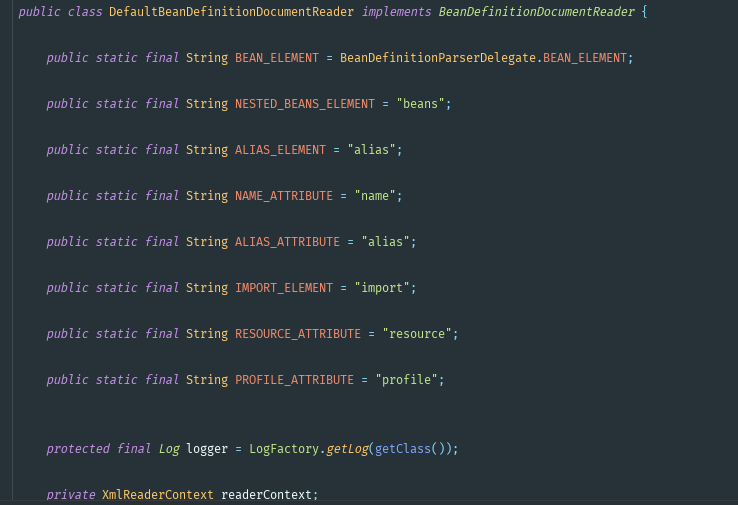 public class DefaultBeanDefinitionDocumentReader implements BeanDefinitionDocumentReader {
public static final String BEAN_ELEMENT = BeanDefinitionParserDelegate.BEAN_ELEMENT;
public static final String NESTED_BEANS_ELEMENT = "beans";
public static final String ALIAS_ELEMENT = "alias";
public static final String NAME_ATTRIBUTE = "name";
public static final String ALIAS_ATTRIBUTE = "alias";
public static final String IMPORT_ELEMENT = "import";
public static final String RESOURCE_ATTRIBUTE = "resource";
public static final String PROFILE_ATTRIBUTE = "profile";
protected final Log logger = LogFactory.getLog(getClass());
private XmlReaderContext readerContext;